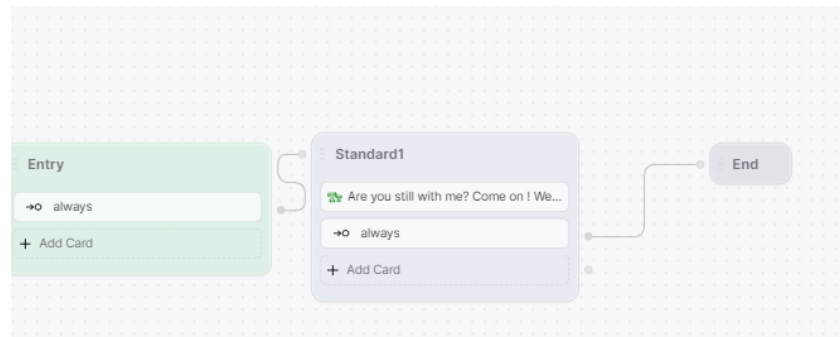 Entry
always
+ Add Card
Standard1
Are you still with me? Come on ! We...
always
+ Add Card
End